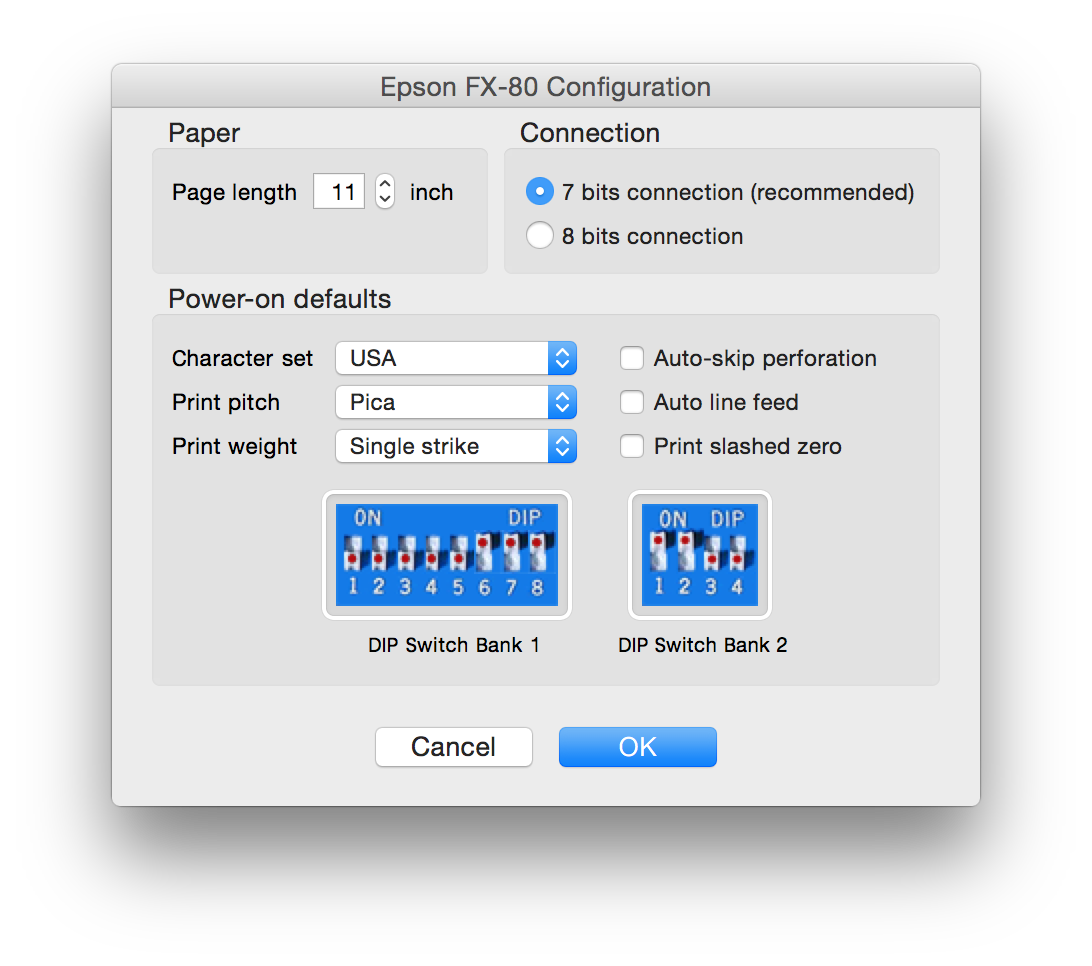 Epson FX-80 Configuration
Paper
Connection
Page length 11 inch
7 bits connection (recommended)
8 bits connection
Power-on defaults
Character set USA
Auto-skip perforation
Print pitch Pica
Auto line feed
Print weight Single strike
Print slashed zero
ON DIP
1 2 3 4 5 6 7 8
ON DIP
1 2 3 4
DIP Switch Bank 1
DIP Switch Bank 2
Cancel
OK